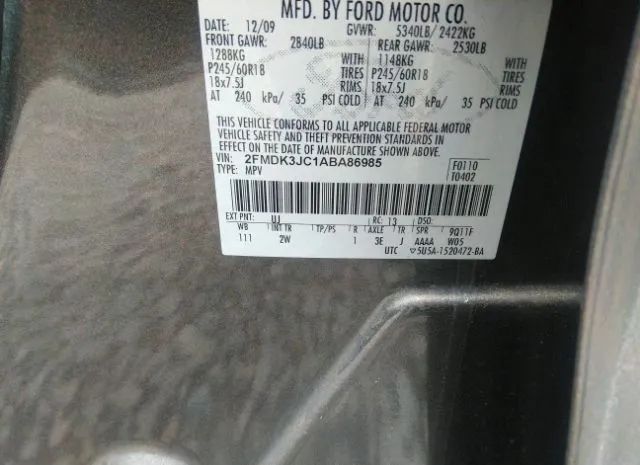 MFD. BY FORD MOTOR CO.
DATE: 12/09 GVWR: 5340LB/ 2422KG
FRONT GAWR: 2840LB REAR GAWR: 2530LB
1288KG WITH 1148KG WITH
P245/60R18 TIRES P245/60R18 TIRES
18x7.5J RIMS 18x7.5J RIMS
AT 240 kPa/ 35 PSI COLD AT 240 kPa/ 35 PSI COLD
THIS VEHICLE CONFORMS TO ALL APPLICABLE FEDERAL MOTOR
VEHICLE SAFETY AND THEFT PREVENTION STANDARDS IN
EFFECT ON THE DATE OF MANUFACTURE SHOWN ABOVE.
VIN: 2FMDK3JC1ABA86985 F0110
TYPE: MPV T0402
EXT PNT: UJ RC: 13 DSO:
WB INT TR TP/PS R AXLE TR SPR 9Q11F
111 2W 1 3E J AAAA W05
UTC ▽5U5A-1520472-BA